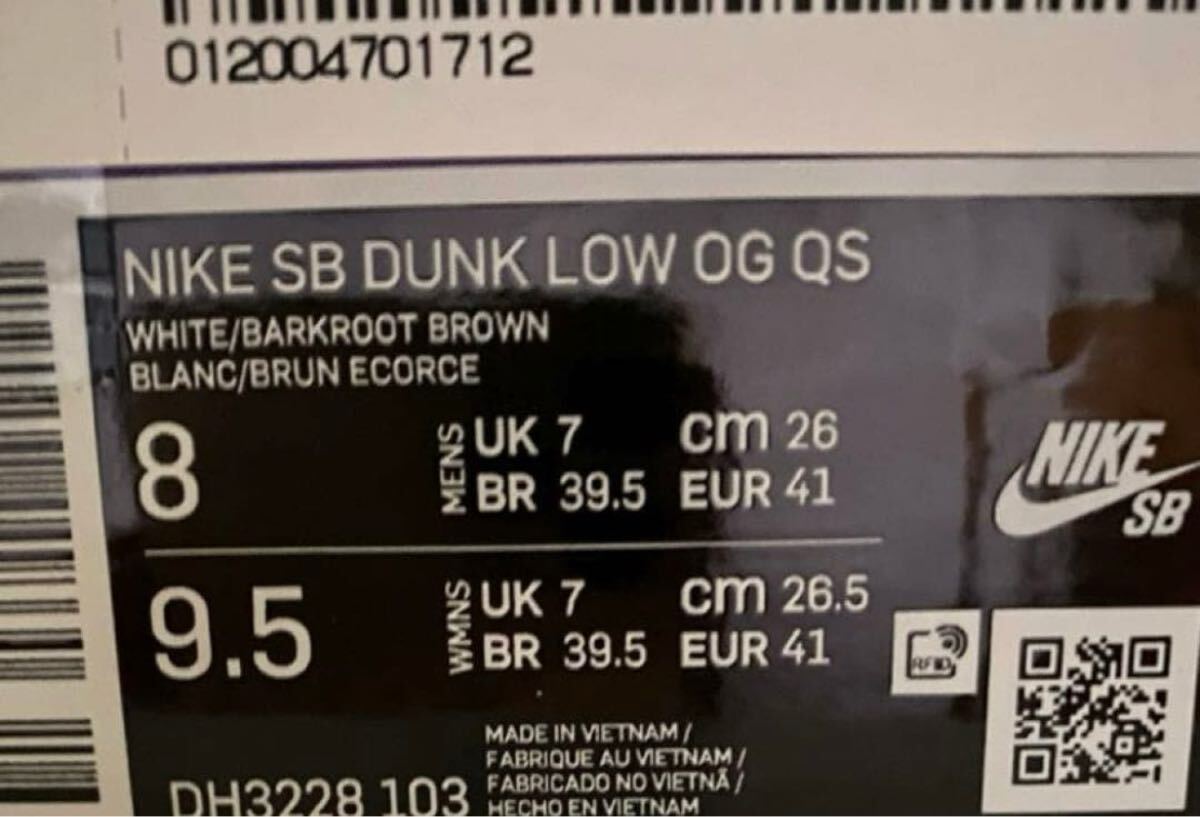 012004701712
NIKE SB DUNK LOW OG QS
WHITE/BARKROOT BROWN
BLANC/BRUN ECORCE
8 MENS UK 7 cm 26
BR 39.5 EUR 41
NIKE SB
9.5 WMNS UK 7 cm 26.5
BR 39.5 EUR 41
RFID
MADE IN VIETNAM /
FABRIQUE AU VIETNAM /
FABRICADO NO VIETNÃ /
HECHO EN VIETNAM
DH3228 103